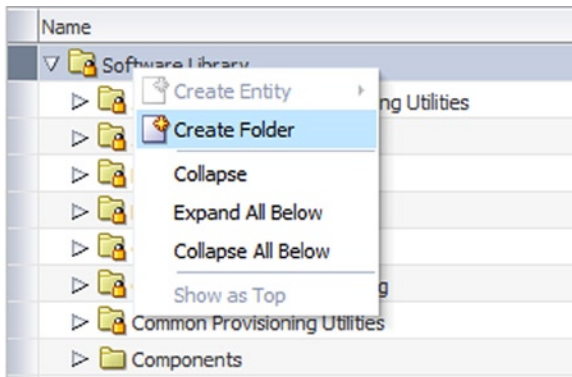 Name
Software Library
Create Entity
ning Utilities
Create Folder
Collapse
Expand All Below
Collapse All Below
Show as Top
g
Common Provisioning Utilities
Components